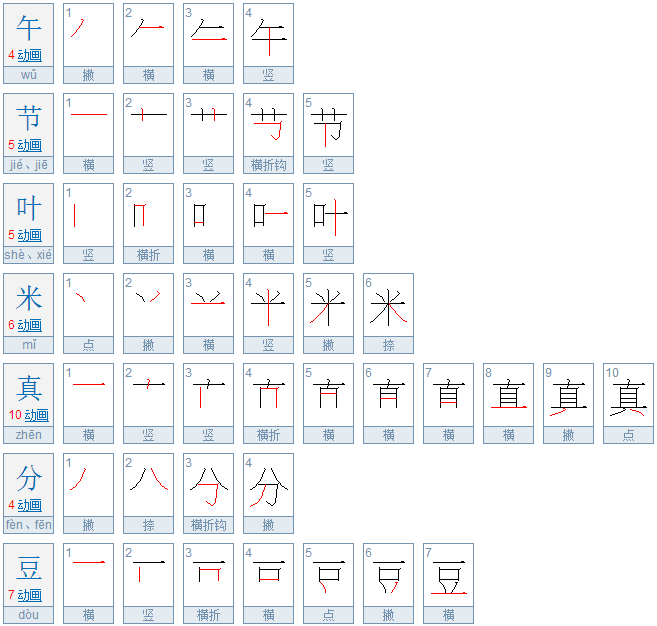 午 1 2 3 4
4 动画
wǔ 撇 横 横 竖
节 1 2 3 4 5
5 动画
jié、jiē 横 竖 竖 横折钩 竖
叶 1 2 3 4 5
5 动画
shè、xié 竖 横折 横 横 竖
米 1 2 3 4 5 6
6 动画
mǐ 点 撇 横 竖 撇 捺
真 1 2 3 4 5 6 7 8 9 10
10 动画
zhēn 横 竖 竖 横折 横 横 横 横 撇 点
分 1 2 3 4
4 动画
fèn、fēn 撇 捺 横折钩 撇
豆 1 2 3 4 5 6 7
7 动画
dòu 横 竖 横折 横 点 撇 横